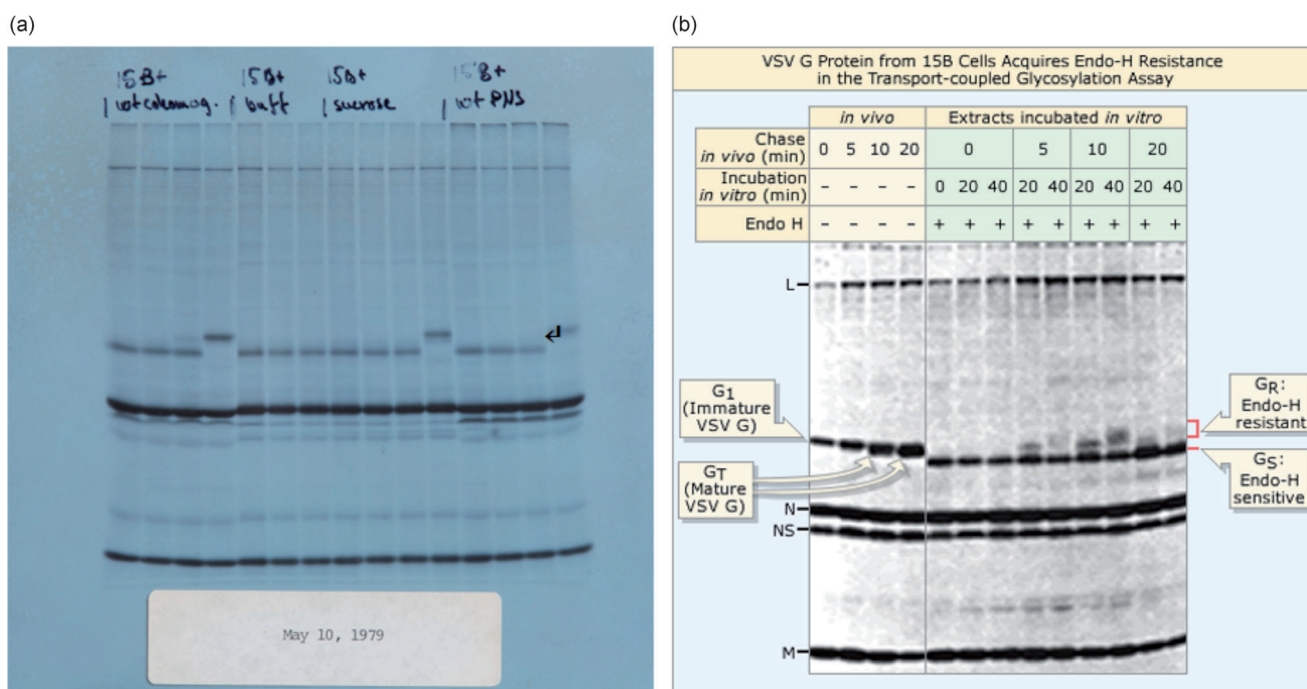 (a)
15B+ 15B+ 15B+ 15B+
wt cohomog. buff sucrose wt PNS
May 10, 1979
(b)
VSV G Protein from 15B Cells Acquires Endo-H Resistance
in the Transport-coupled Glycosylation Assay
in vivo Extracts incubated in vitro
Chase
in vivo (min) 0 5 10 20 0 5 10 20
Incubation
in vitro (min) – – – – 0 20 40 20 40 20 40 20 40
Endo H – – – – + + + + + + + + +
L
G1
(Immature
VSV G)
GT
(Mature
VSV G)
N
NS
M
GR:
Endo-H
resistant
GS:
Endo-H
sensitive